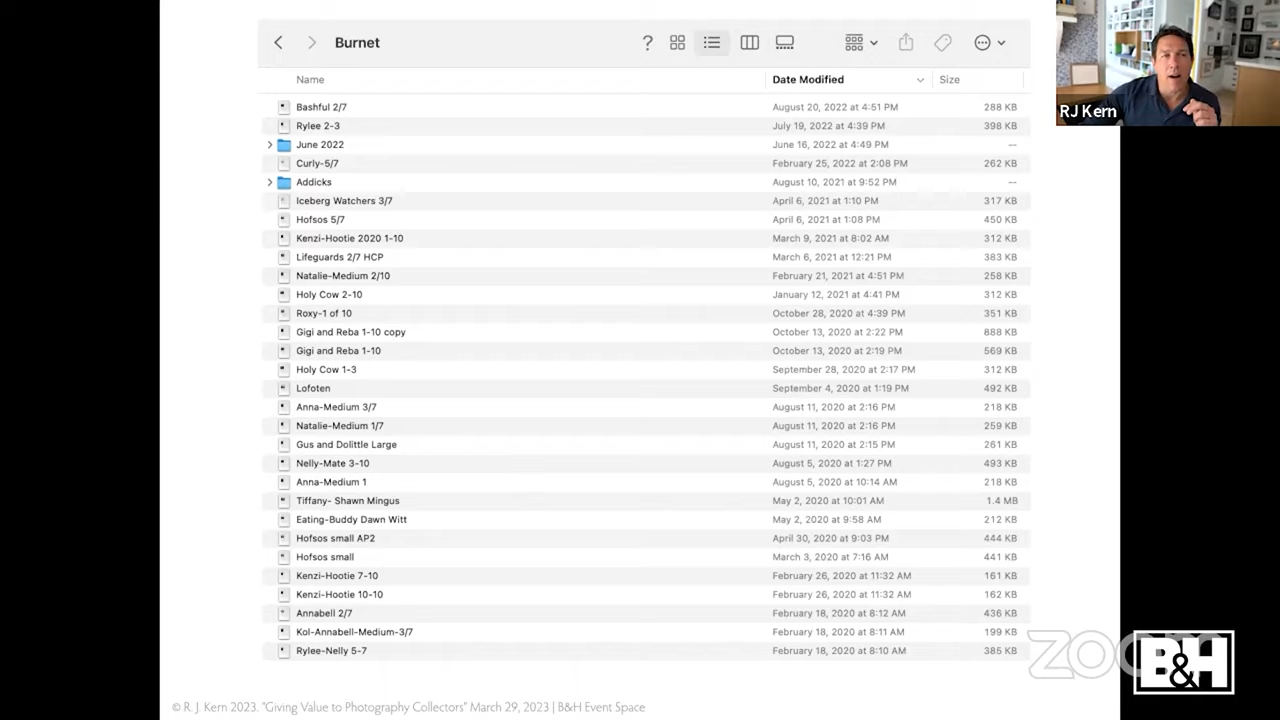 Burnet
?
RJ Kern
Name Date Modified Size
Bashful 2/7 August 20, 2022 at 4:51 PM 288 KB
Rylee 2-3 July 19, 2022 at 4:39 PM 398 KB
June 2022 June 16, 2022 at 4:49 PM --
Curly-5/7 February 25, 2022 at 2:08 PM 262 KB
Addicks August 10, 2021 at 9:52 PM --
Iceberg Watchers 3/7 April 6, 2021 at 1:10 PM 317 KB
Hofsos 5/7 April 6, 2021 at 1:08 PM 450 KB
Kenzi-Hootie 2020 1-10 March 9, 2021 at 8:02 AM 312 KB
Lifeguards 2/7 HCP March 6, 2021 at 12:21 PM 383 KB
Natalie-Medium 2/10 February 21, 2021 at 4:51 PM 258 KB
Holy Cow 2-10 January 12, 2021 at 4:41 PM 312 KB
Roxy-1 of 10 October 28, 2020 at 4:39 PM 351 KB
Gigi and Reba 1-10 copy October 13, 2020 at 2:22 PM 888 KB
Gigi and Reba 1-10 October 13, 2020 at 2:19 PM 569 KB
Holy Cow 1-3 September 28, 2020 at 2:17 PM 312 KB
Lofoten September 4, 2020 at 1:19 PM 492 KB
Anna-Medium 3/7 August 11, 2020 at 2:16 PM 218 KB
Natalie-Medium 1/7 August 11, 2020 at 2:16 PM 259 KB
Gus and Dolittle Large August 11, 2020 at 2:15 PM 261 KB
Nelly-Mate 3-10 August 5, 2020 at 1:27 PM 493 KB
Anna-Medium 1 August 5, 2020 at 10:14 AM 218 KB
Tiffany- Shawn Mingus May 2, 2020 at 10:01 AM 1.4 MB
Eating-Buddy Dawn Witt May 2, 2020 at 9:58 AM 212 KB
Hofsos small AP2 April 30, 2020 at 9:03 PM 444 KB
Hofsos small March 3, 2020 at 7:16 AM 441 KB
Kenzi-Hootie 7-10 February 26, 2020 at 11:32 AM 161 KB
Kenzi-Hootie 10-10 February 26, 2020 at 11:32 AM 162 KB
Annabell 2/7 February 18, 2020 at 8:12 AM 436 KB
Kol-Annabell-Medium-3/7 February 18, 2020 at 8:11 AM 199 KB
Rylee-Nelly 5-7 February 18, 2020 at 8:10 AM 385 KB
zoom
B&H
© R. J. Kern 2023. "Giving Value to Photography Collectors" March 29, 2023 | B&H Event Space